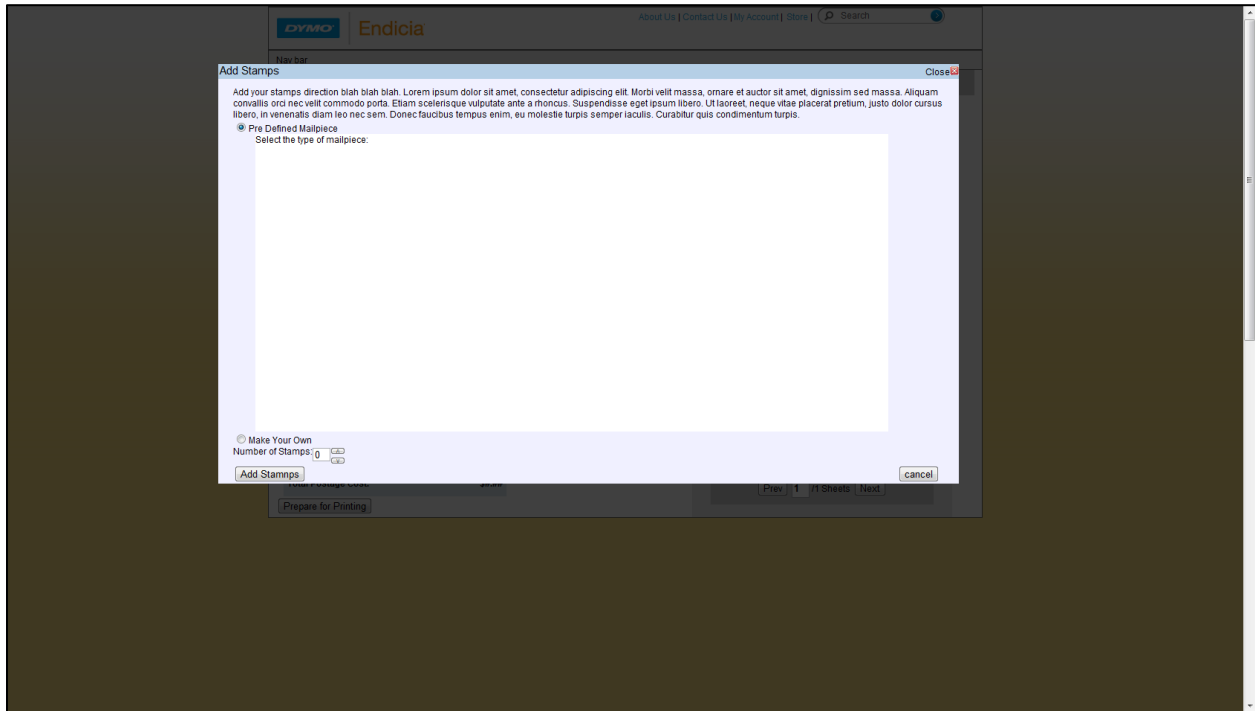 About Us | Contact Us | My Account | Store | Search
DYMO Endicia
Nav bar
Add Stamps Close
Add your stamps direction blah blah blah. Lorem ipsum dolor sit amet, consectetur adipiscing elit. Morbi velit massa, ornare et auctor sit amet, dignissim sed massa. Aliquam
convallis orci nec velit commodo porta. Etiam scelerisque vulputate ante a rhoncus. Suspendisse eget ipsum libero. Ut laoreet, neque vitae placerat pretium, justo dolor cursus
libero, in venenatis diam leo nec sem. Donec faucibus tempus enim, eu molestie turpis semper iaculis. Curabitur quis condimentum turpis.
Pre Defined Mailpiece
Select the type of mailpiece:
Make Your Own
Number of Stamps: 0
Add Stamnps cancel
Total Postage Cost:
Prev 1 /1 Sheets Next
Prepare for Printing